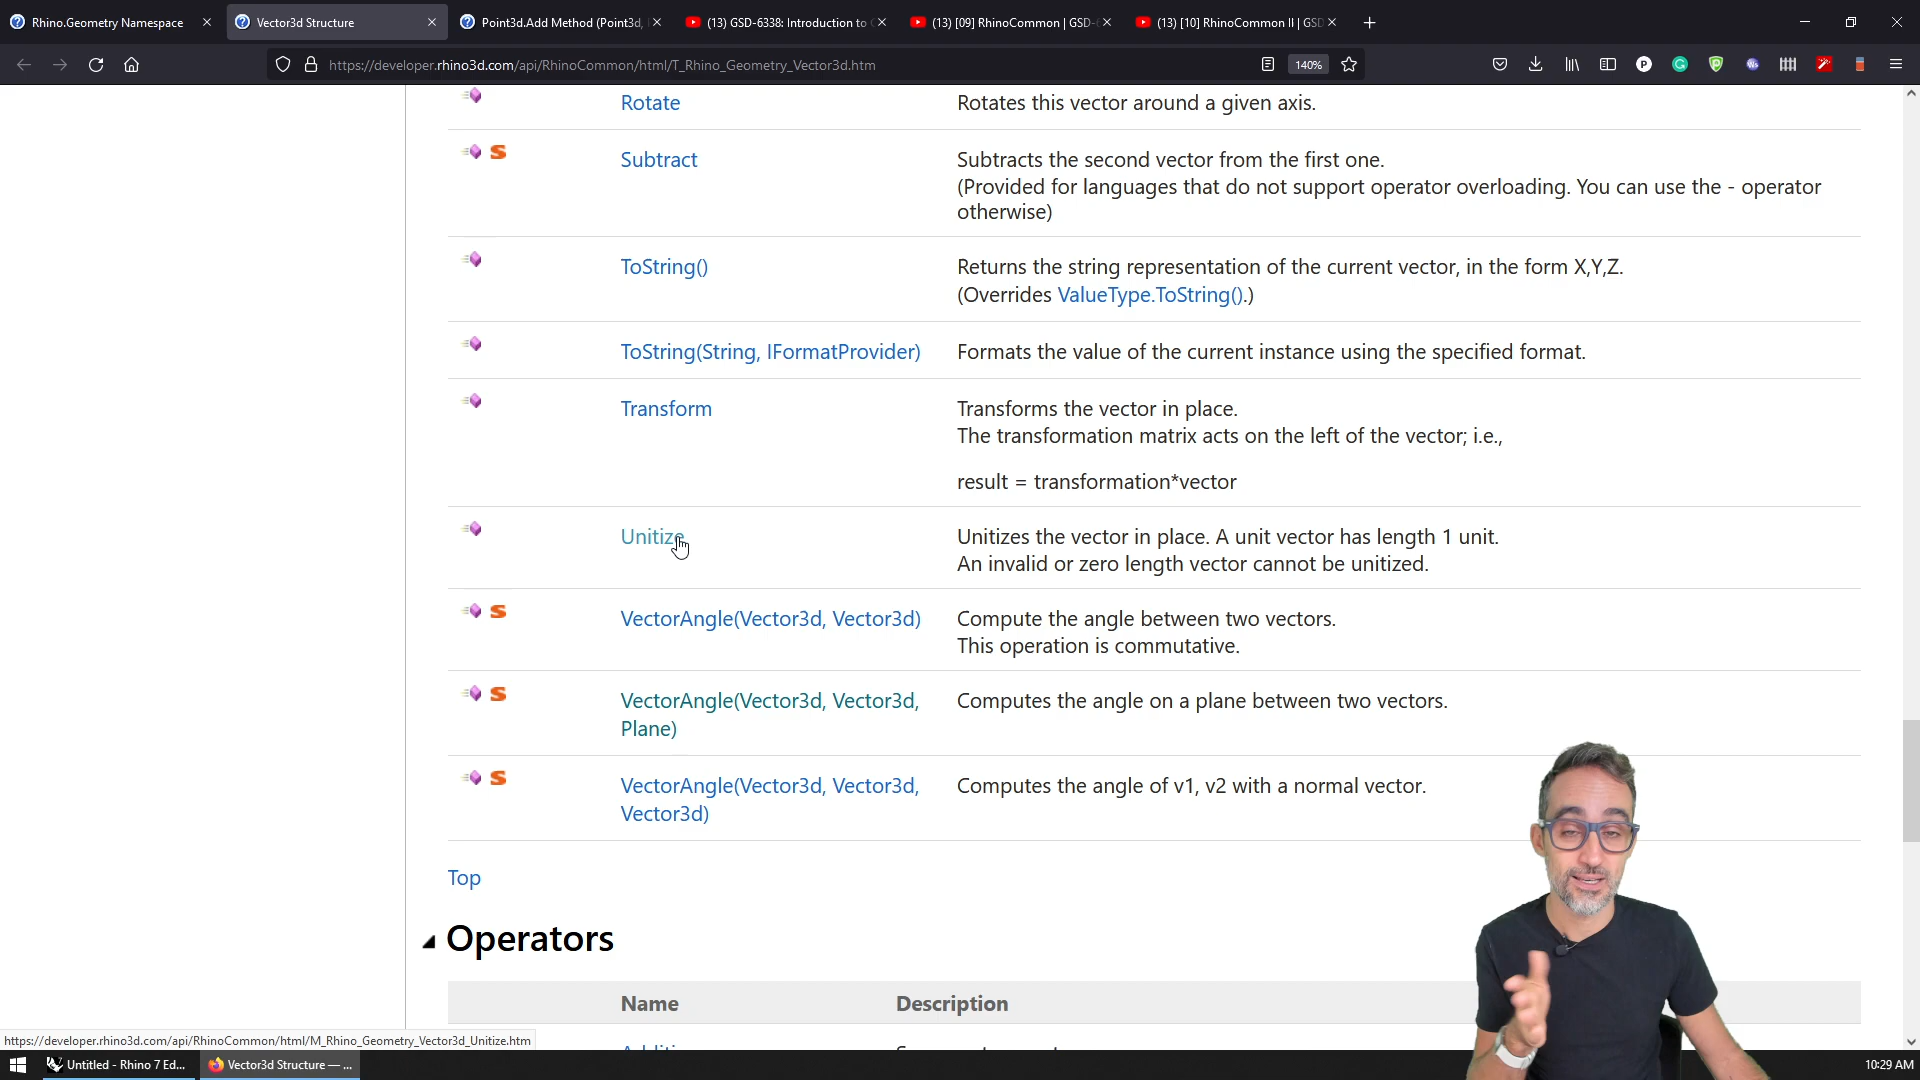 Rhino.Geometry Namespace
Vector3d Structure
Point3d.Add Method (Point3d,
(13) GSD-6338: Introduction to
(13) [09] RhinoCommon | GSD-
(13) [10] RhinoCommon II | GSD
https://developer.rhino3d.com/api/RhinoCommon/html/T_Rhino_Geometry_Vector3d.htm
140%
Rotate
Rotates this vector around a given axis.
S
Subtract
Subtracts the second vector from the first one.
(Provided for languages that do not support operator overloading. You can use the - operator
otherwise)
ToString()
Returns the string representation of the current vector, in the form X,Y,Z.
(Overrides ValueType.ToString().)
ToString(String, IFormatProvider)
Formats the value of the current instance using the specified format.
Transform
Transforms the vector in place.
The transformation matrix acts on the left of the vector; i.e.,
result = transformation*vector
Unitize
Unitizes the vector in place. A unit vector has length 1 unit.
An invalid or zero length vector cannot be unitized.
S
VectorAngle(Vector3d, Vector3d)
Compute the angle between two vectors.
This operation is commutative.
S
VectorAngle(Vector3d, Vector3d,
Plane)
Computes the angle on a plane between two vectors.
S
VectorAngle(Vector3d, Vector3d,
Vector3d)
Computes the angle of v1, v2 with a normal vector.
Top
Operators
Name
Description
https://developer.rhino3d.com/api/RhinoCommon/html/M_Rhino_Geometry_Vector3d_Unitize.htm
Untitled - Rhino 7 Ed...
Vector3d Structure — ...
10:29 AM